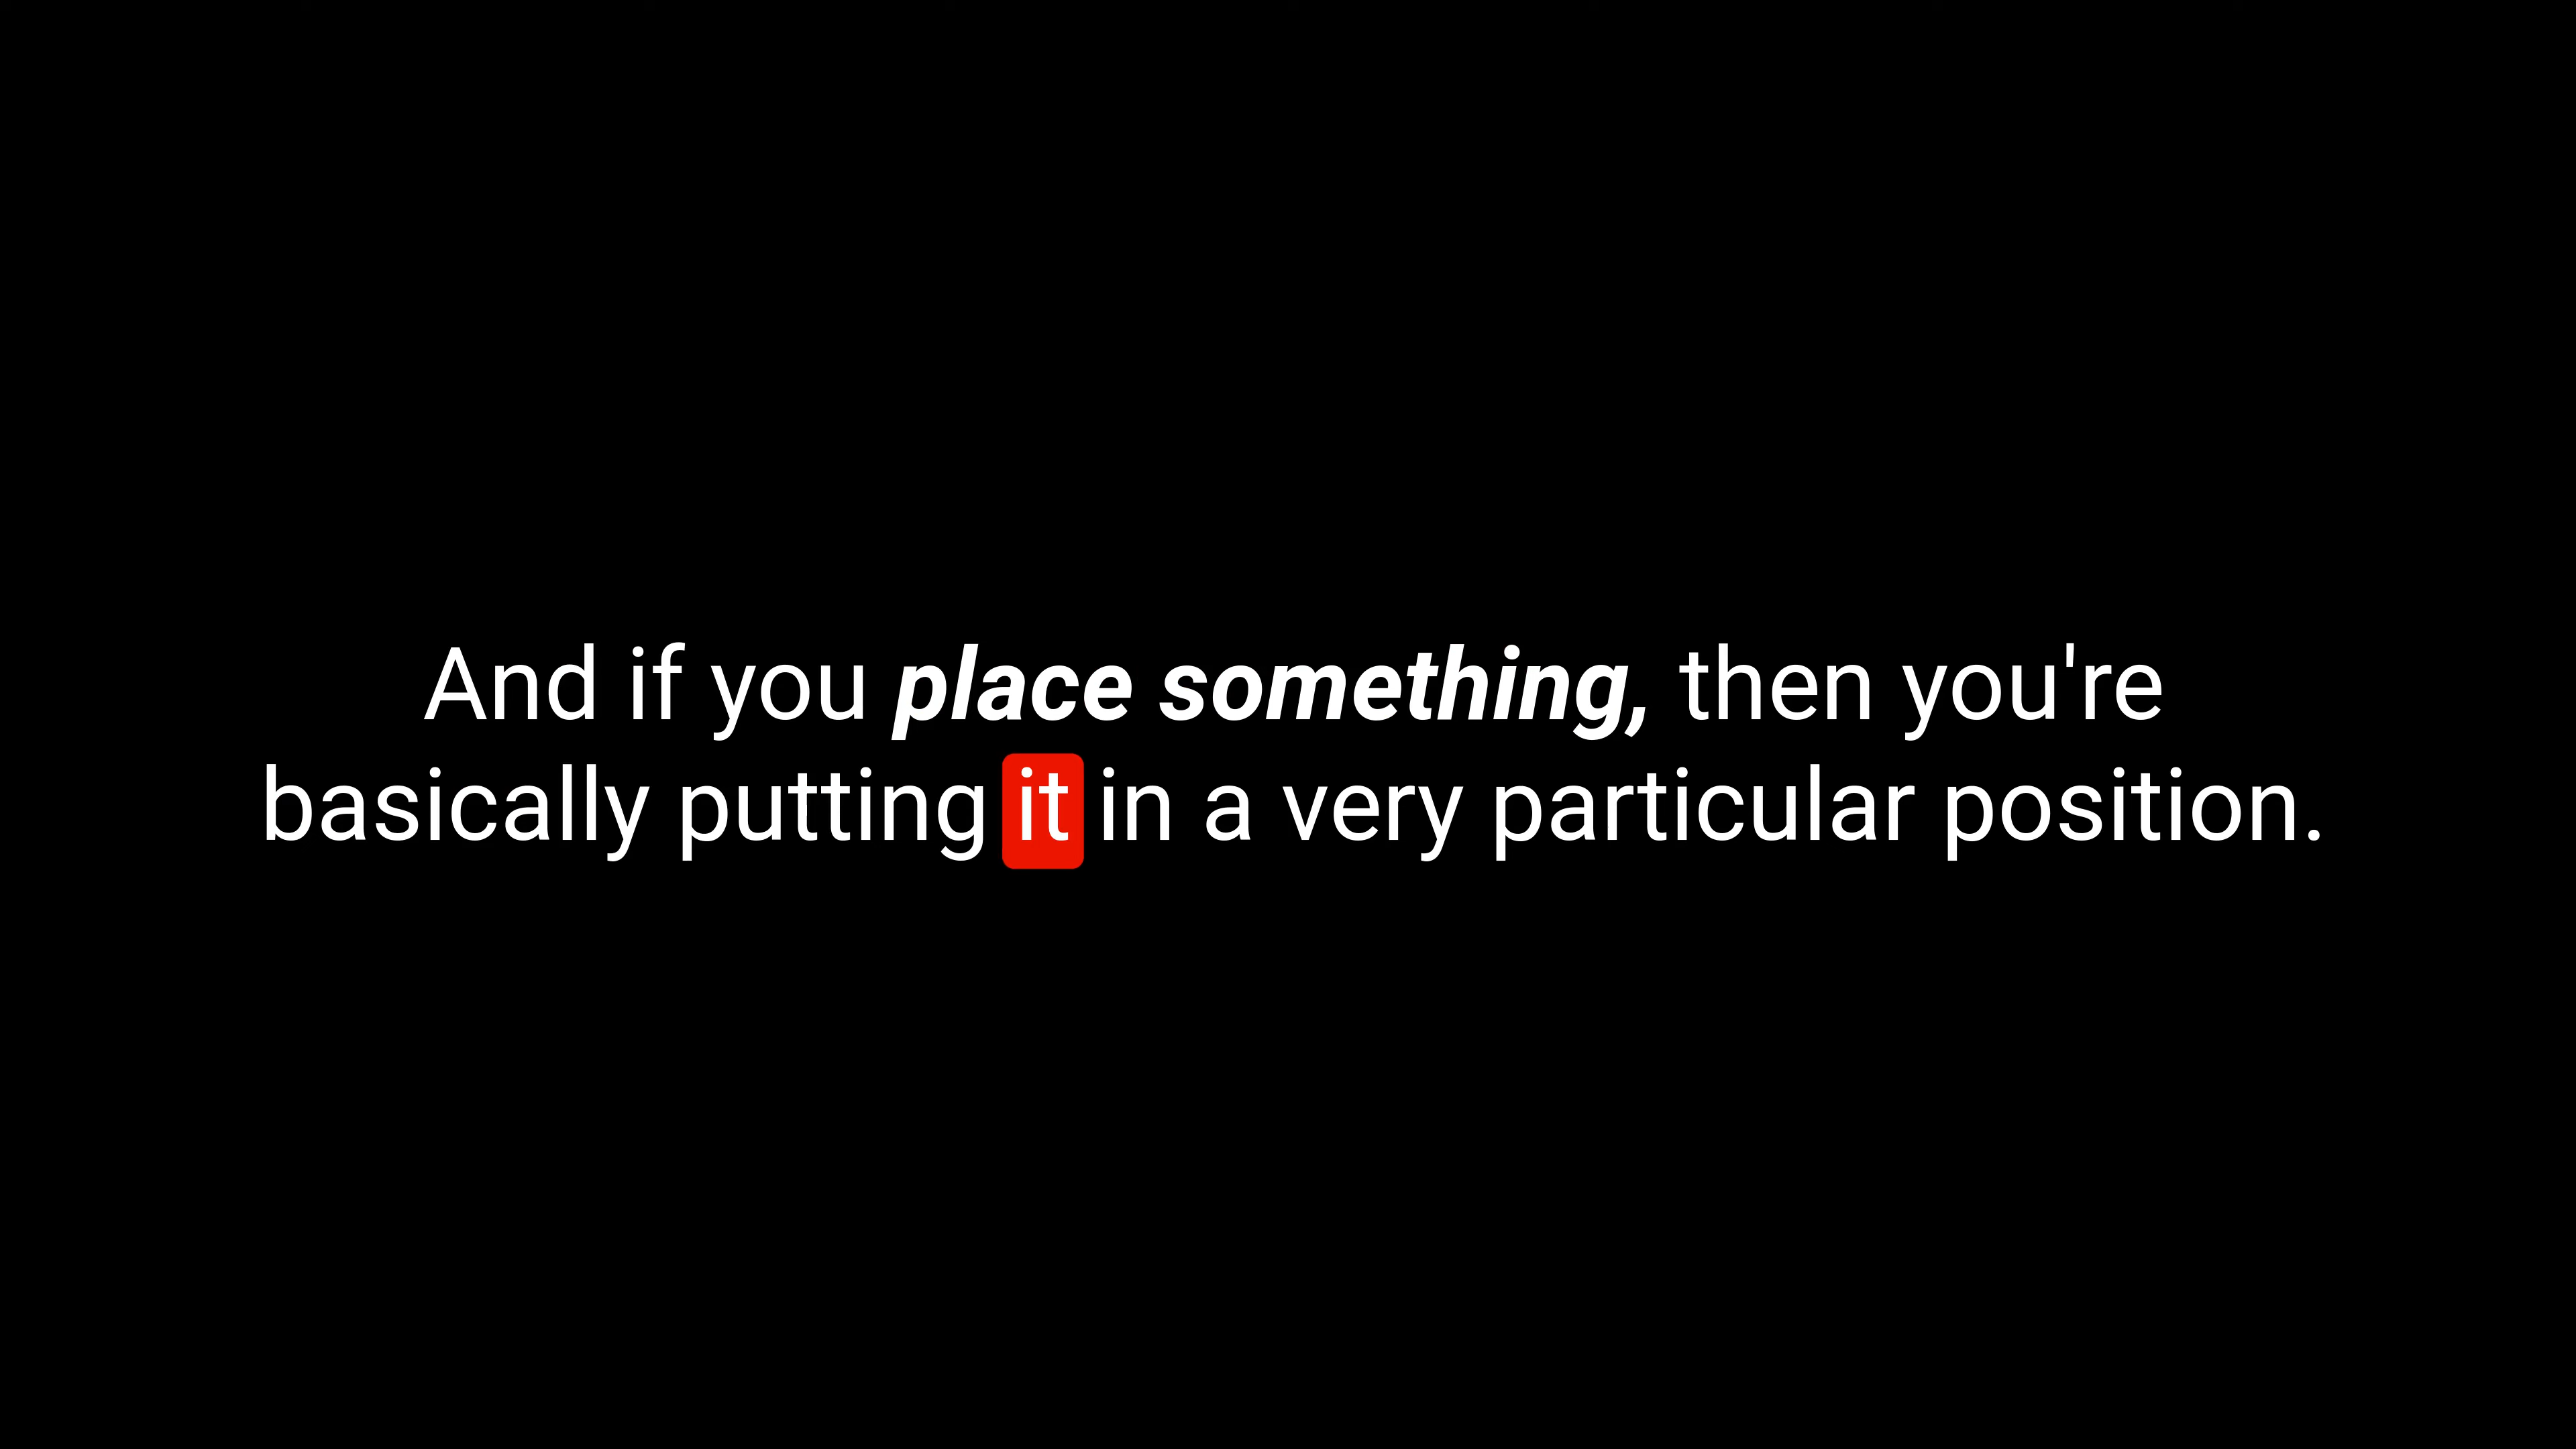 And if you place something, then you're
basically putting it in a very particular position.